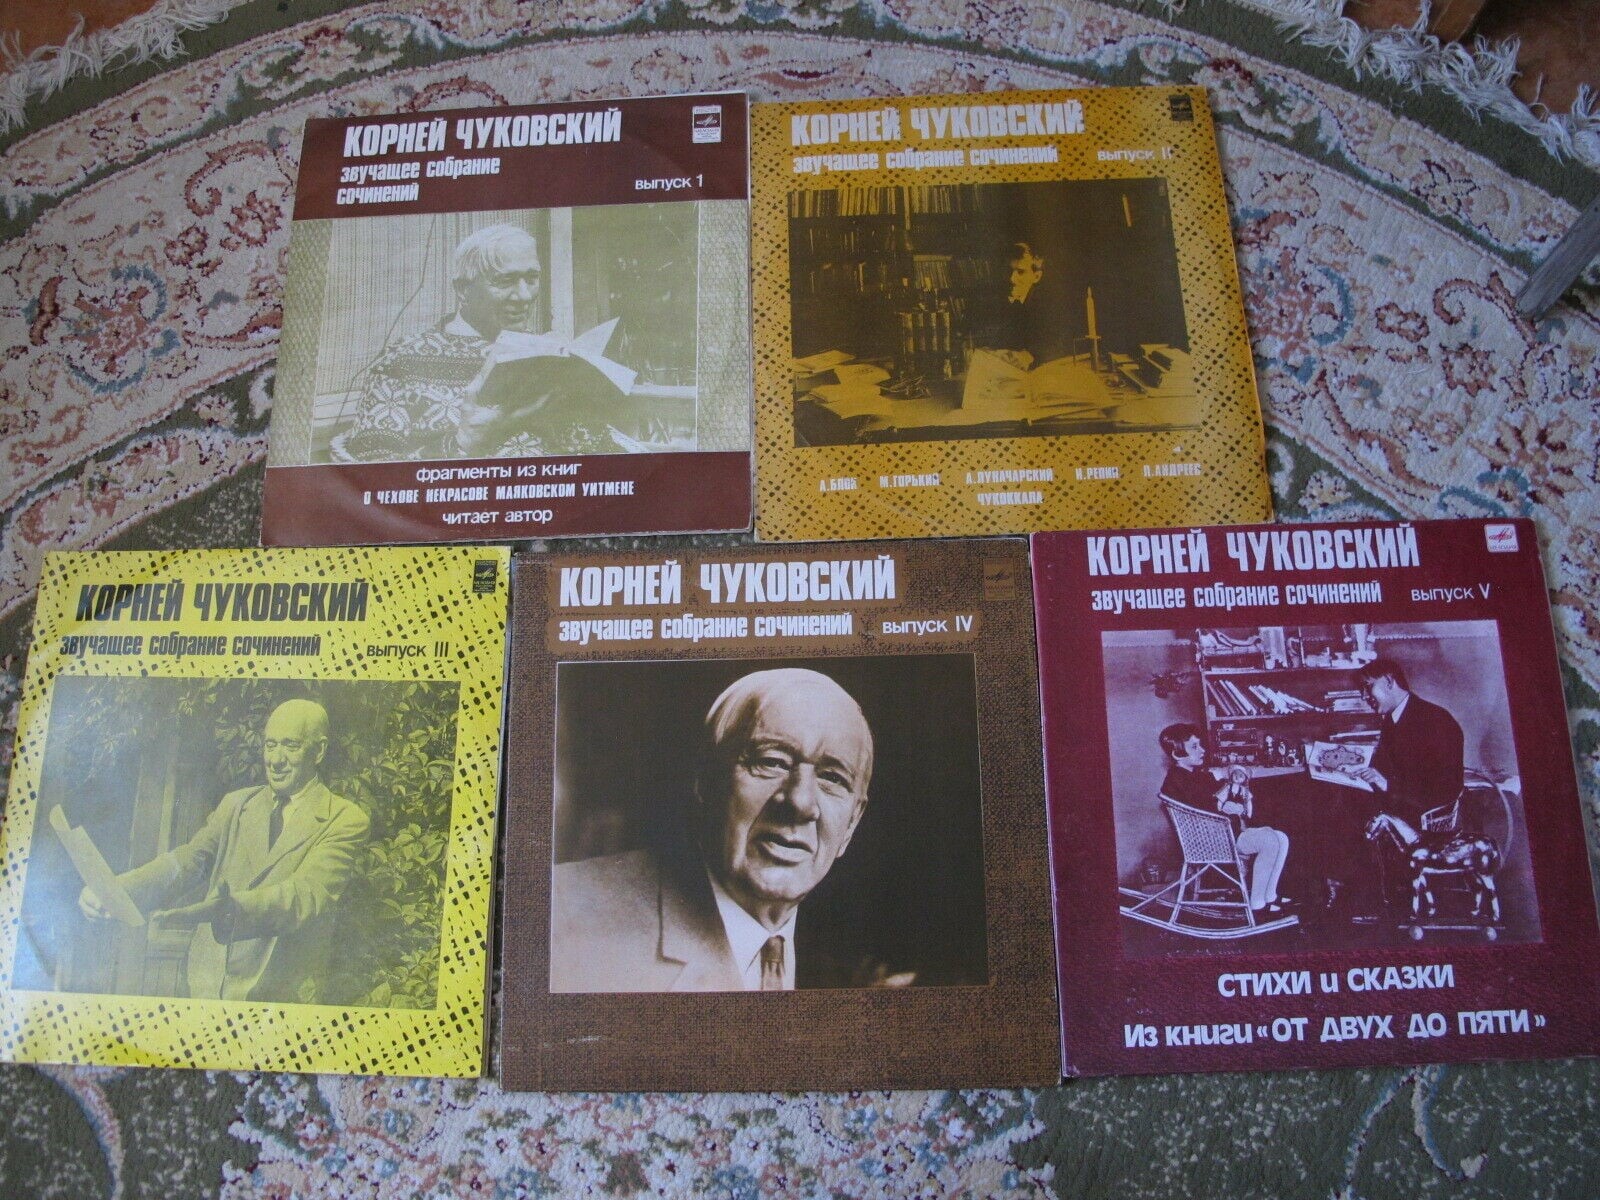 КОРНЕЙ ЧУКОВСКИЙ
звучащее собрание
сочинений
выпуск 1
фрагменты из книг
О ЧЕХОВЕ НЕКРАСОВЕ МАЯКОВСКОМ УИТМЕНЕ
читает автор
КОРНЕЙ ЧУКОВСКИЙ
звучащее собрание сочинений
выпуск II
А.БЛОК М.ГОРЬКИЙ А.ЛУНАЧАРСКИЙ И.РЕПИН Л.АНДРЕЕВ
ЧУКОККАЛА
КОРНЕЙ ЧУКОВСКИЙ
звучащее собрание сочинений
выпуск III
КОРНЕЙ ЧУКОВСКИЙ
звучащее собрание сочинений
выпуск IV
КОРНЕЙ ЧУКОВСКИЙ
звучащее собрание сочинений
выпуск V
СТИХИ и СКАЗКИ
Из книги «ОТ ДВУХ ДО ПЯТИ»